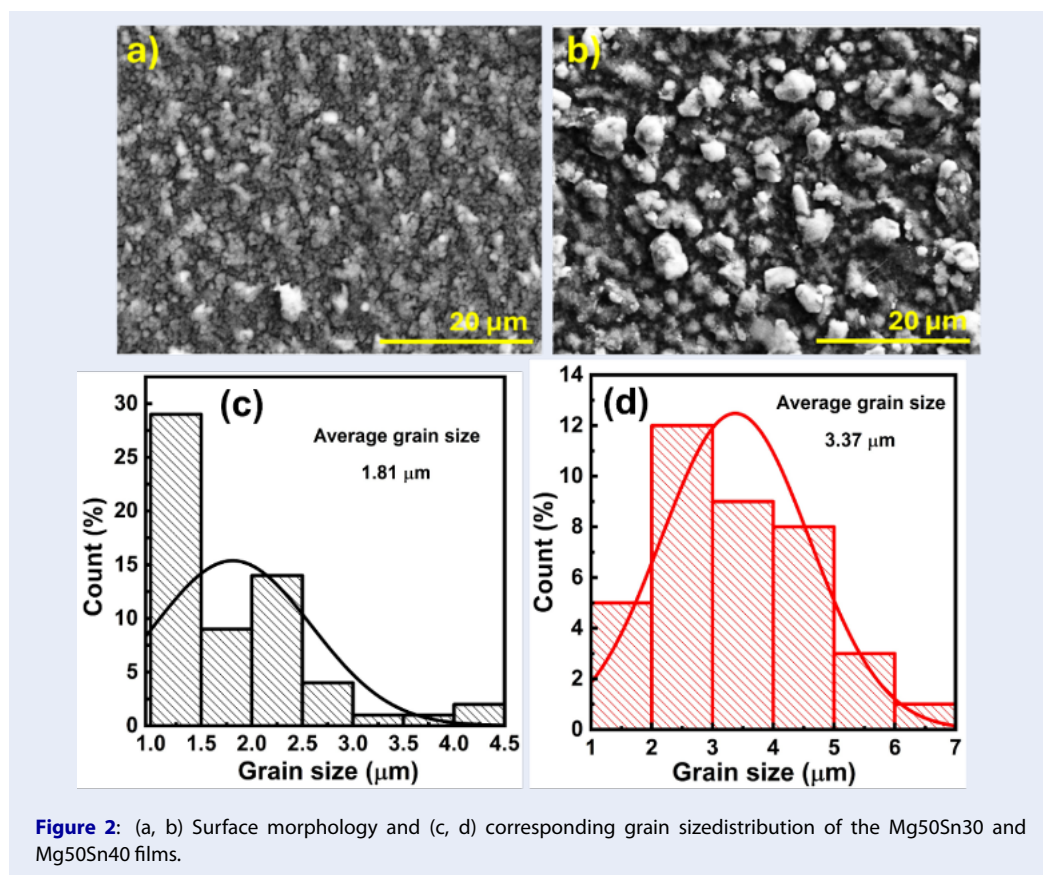 a)
b)
20 μm
20 μm
(c)
Average grain size
1.81 μm
Count (%)
30
25
20
15
10
5
0
1.0 1.5 2.0 2.5 3.0 3.5 4.0 4.5
Grain size (μm)
(d)
Average grain size
3.37 μm
Count (%)
14
12
10
8
6
4
2
0
1 2 3 4 5 6 7
Grain size (μm)
Figure 2: (a, b) Surface morphology and (c, d) corresponding grain sizedistribution of the Mg50Sn30 and
Mg50Sn40 films.